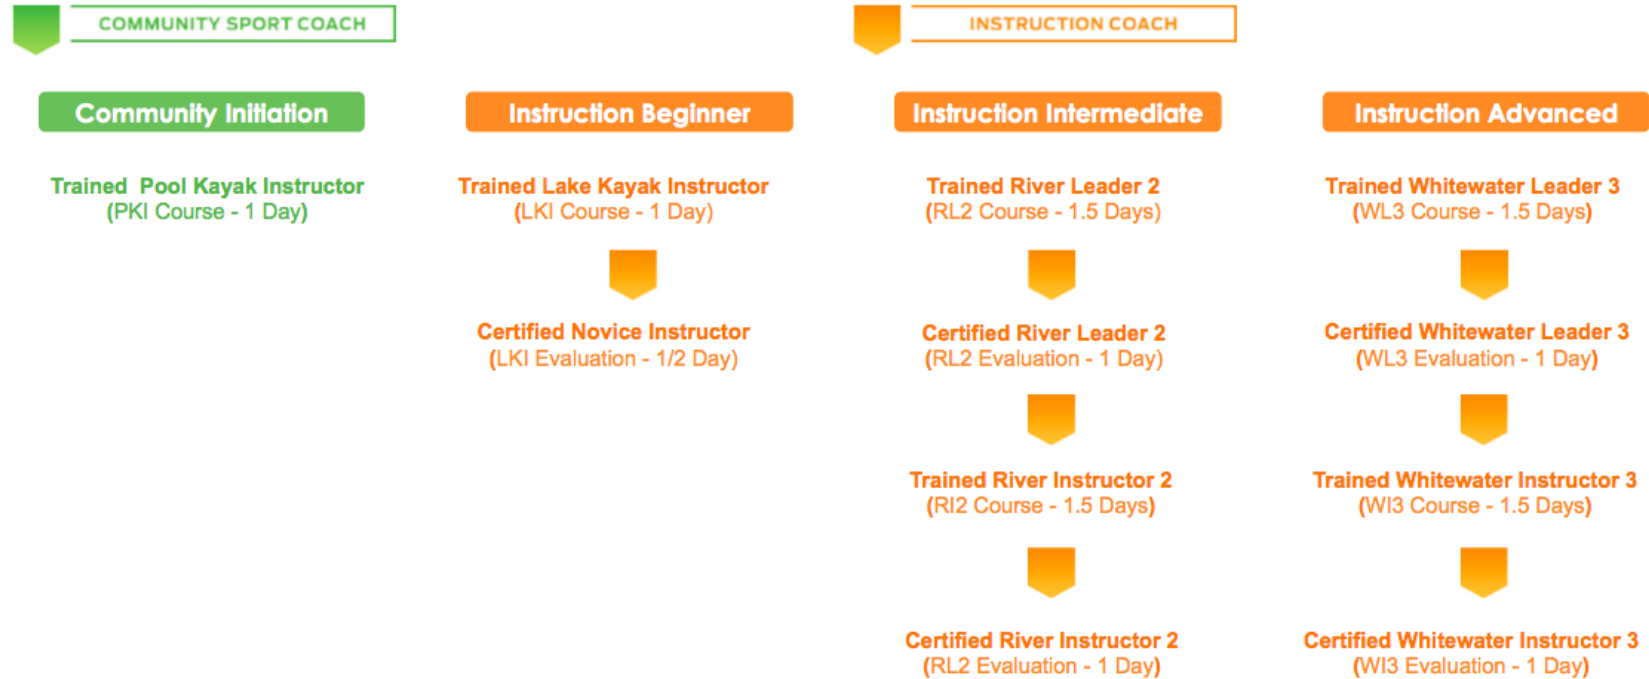 COMMUNITY SPORT COACH
INSTRUCTION COACH
Community Initiation
Trained Pool Kayak Instructor
(PKI Course - 1 Day)
Instruction Beginner
Trained Lake Kayak Instructor
(LKI Course - 1 Day)
Certified Novice Instructor
(LKI Evaluation - 1/2 Day)
Instruction Intermediate
Trained River Leader 2
(RL2 Course - 1.5 Days)
Certified River Leader 2
(RL2 Evaluation - 1 Day)
Trained River Instructor 2
(RI2 Course - 1.5 Days)
Certified River Instructor 2
(RL2 Evaluation - 1 Day)
Instruction Advanced
Trained Whitewater Leader 3
(WL3 Course - 1.5 Days)
Certified Whitewater Leader 3
(WL3 Evaluation - 1 Day)
Trained Whitewater Instructor 3
(WI3 Course - 1.5 Days)
Certified Whitewater Instructor 3
(WI3 Evaluation - 1 Day)